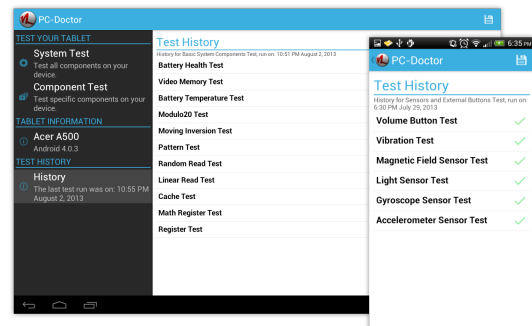 PC-Doctor
TEST YOUR TABLET
System Test
Test all components on your
device.
Component Test
Test specific components on your
device.
TABLET INFORMATION
Acer A500
Android 4.0.3
TEST HISTORY
History
The last test run was on: 10:55 PM
August 2, 2013
Test History
History for Basic System Components Test, run on: 10:51 PM August 2, 2013
Battery Health Test
Video Memory Test
Battery Temperature Test
Modulo20 Test
Moving Inversion Test
Pattern Test
Random Read Test
Linear Read Test
Cache Test
Math Register Test
Register Test
6:35 PM
PC-Doctor
Test History
History for Sensors and External Buttons Test, run on:
6:30 PM July 29, 2013
Volume Button Test
Vibration Test
Magnetic Field Sensor Test
Light Sensor Test
Gyroscope Sensor Test
Accelerometer Sensor Test